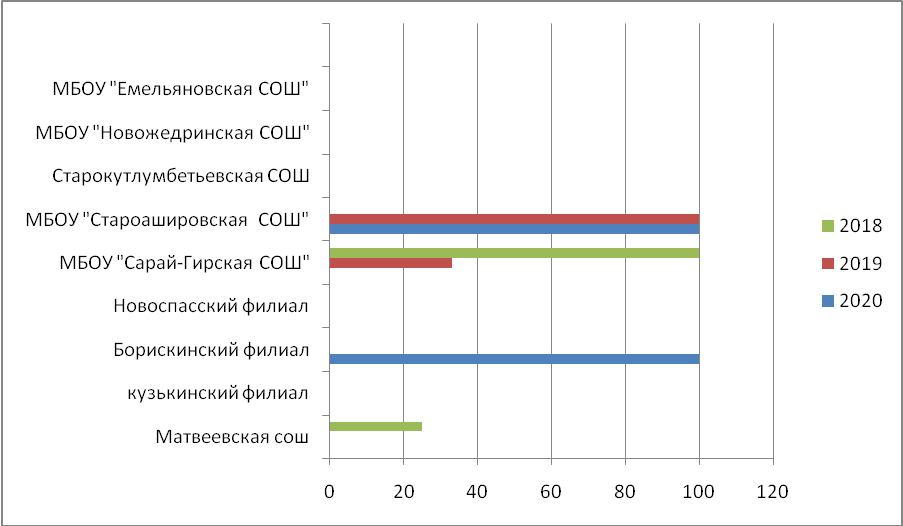 МБОУ "Емельяновская СОШ"
МБОУ "Новожедринская СОШ"
Старокутлумбетьевская СОШ
МБОУ "Староашировская СОШ"
МБОУ "Сарай-Гирская СОШ"
Новоспасский филиал
Борискинский филиал
кузькинский филиал
Матвеевская сош
0 20 40 60 80 100 120
2018
2019
2020